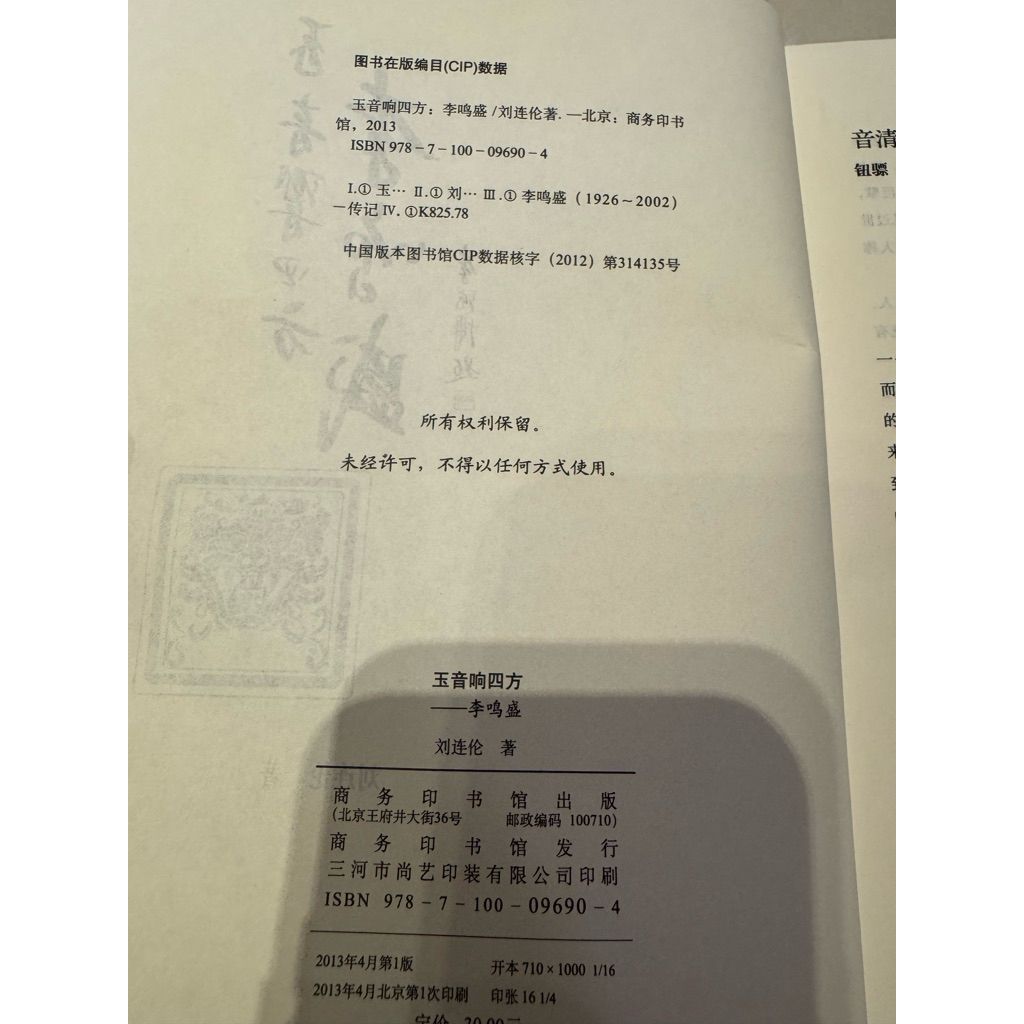 图书在版编目(CIP)数据
玉音响四方：李鸣盛 /刘连伦著. —北京：商务印书
馆，2013
ISBN 978－7－100－09690－4
Ⅰ.① 玉… Ⅱ.① 刘… Ⅲ.① 李鸣盛（1926～2002）
－传记 Ⅳ. ①K825.78
中国版本图书馆CIP数据核字（2012）第314135号
所有权利保留。
未经许可，不得以任何方式使用。
玉音响四方
——李鸣盛
刘连伦 著
商务印书馆出版
（北京王府井大街36号 邮政编码 100710）
商务印书馆发行
三河市尚艺印装有限公司印刷
ISBN 978－7－100－09690－4
2013年4月第1版 开本 710×1000 1/16
2013年4月北京第1次印刷 印张 16 1/4
定价
音清
钮骠
人
一
而
的